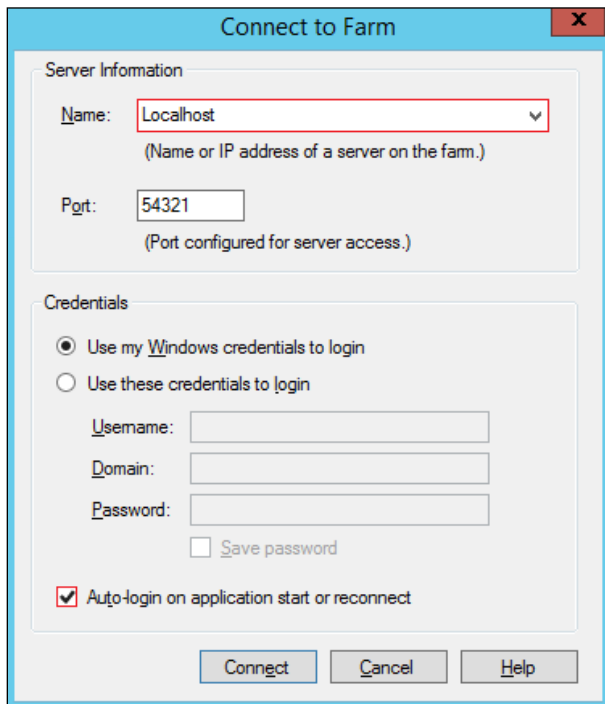 Connect to Farm
x
Server Information
Name: Localhost
(Name or IP address of a server on the farm.)
Port: 54321
(Port configured for server access.)
Credentials
Use my Windows credentials to login
Use these credentials to login
Username:
Domain:
Password:
Save password
Auto-login on application start or reconnect
Connect Cancel Help